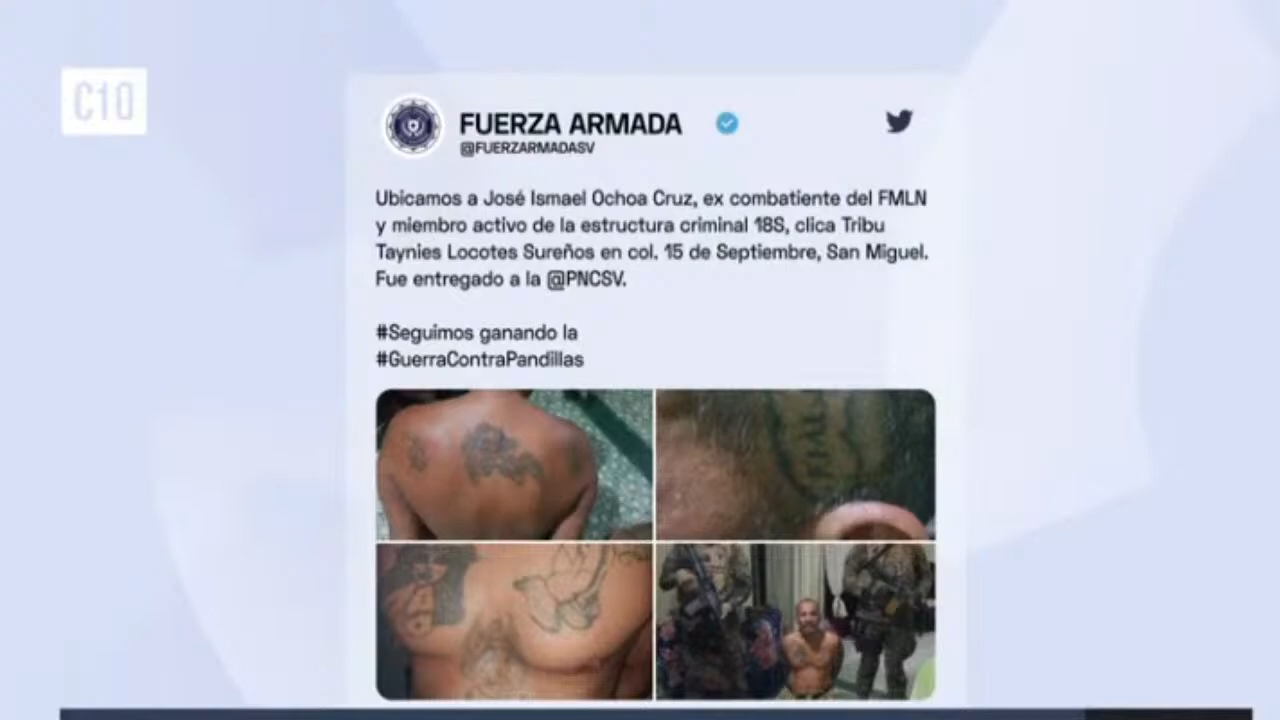 C10
FUERZA ARMADA
@FUERZARMADASV
Ubicamos a José Ismael Ochoa Cruz, ex combatiente del FMLN
y miembro activo de la estructura criminal 18S, clica Tribu
Taynies Locotes Sureños en col. 15 de Septiembre, San Miguel.
Fue entregado a la @PNCSV.
#Seguimos ganando la
#GuerraContraPandillas